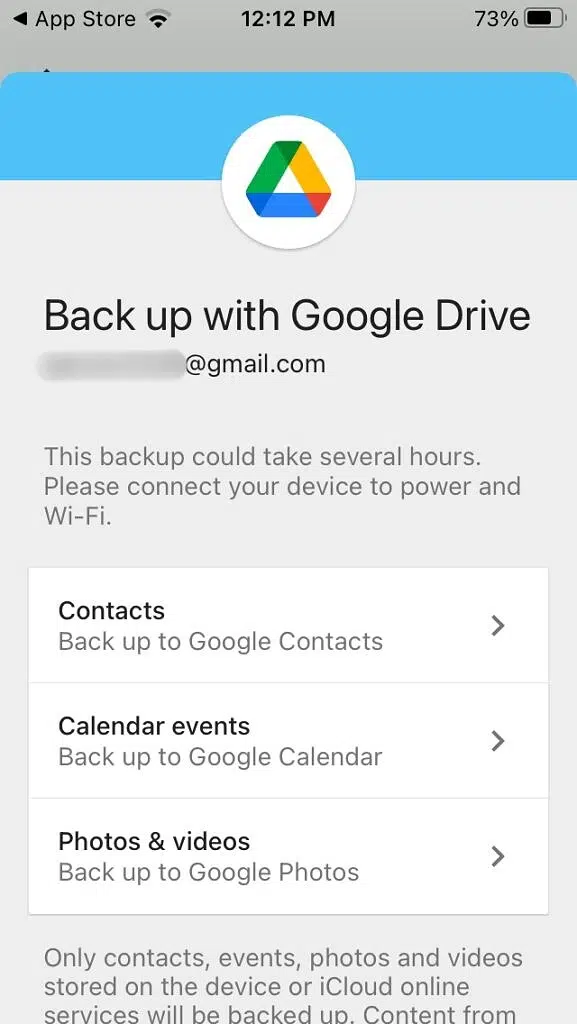 App Store 12:12 PM 73%
Back up with Google Drive
@gmail.com
This backup could take several hours.
Please connect your device to power and
Wi-Fi.
Contacts
Back up to Google Contacts
Calendar events
Back up to Google Calendar
Photos & videos
Back up to Google Photos
Only contacts, events, photos and videos
stored on the device or iCloud online
services will be backed up. Content from